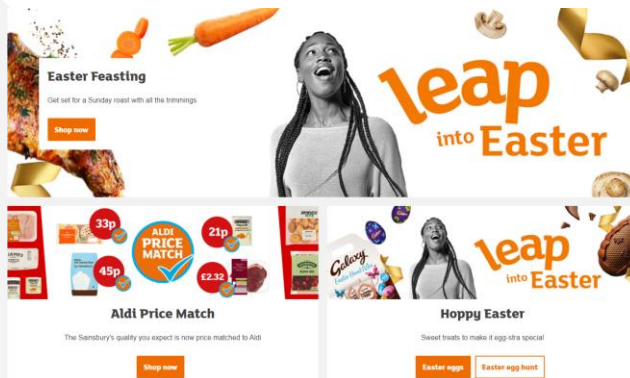 Easter Feasting
Get set for a Sunday roast with all the trimmings
Shop now
leap
into Easter
33p
45p
ALDI
PRICE
MATCH
21p
£2.32
Aldi Price Match
The Sainsbury's quality you expect is now price matched to Aldi
Shop now
Galaxy
leap
into Easter
Hoppy Easter
Sweet treats to make it egg-stra special
Easter eggs
Easter egg hunt